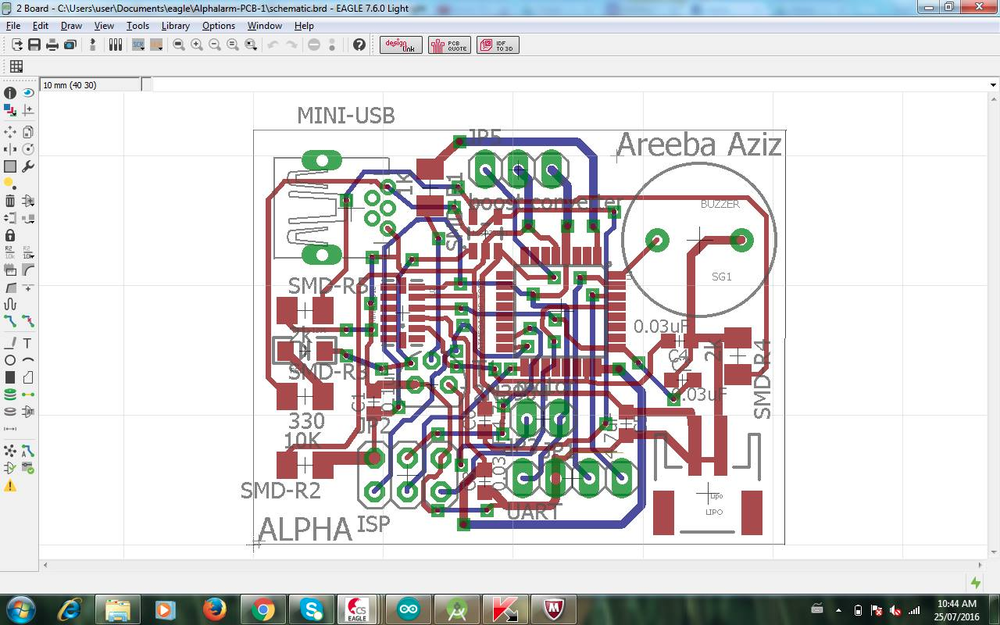 2 Board - C:\Users\user\Documents\eagle\Alphalarm-PCB-1\schematic.brd - EAGLE 7.6.0 Light
File Edit Draw View Tools Library Options Window Help
design link
PCB QUOTE
IDF TO 3D
10 mm (40 30)
MINI-USB
JP5
Areeba Aziz
1K
boost converter
BUZZER
SG1
SMD-R5
0.03uF
C4
2K
SMD-R4
SMD-R3
0.03uF
C1
JP2
330
10K
4.7uF
SMD-R2
Lipo
LIPO
UART
ISP
ALPHA
10:44 AM
25/07/2016